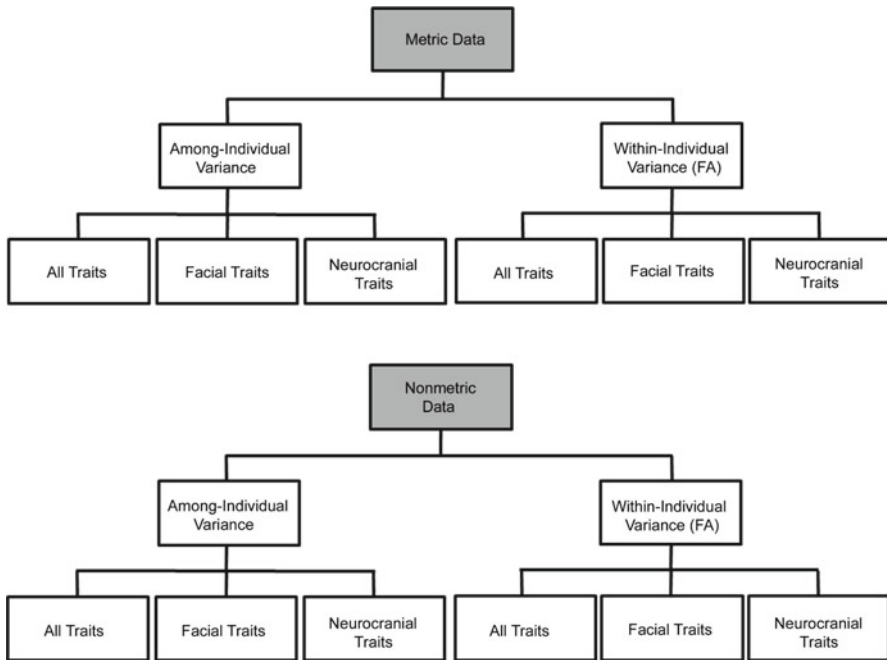 Metric Data
Among-Individual
Variance
Within-Individual
Variance (FA)
All Traits
Facial Traits
Neurocranial
Traits
All Traits
Facial Traits
Neurocranial
Traits
Nonmetric
Data
Among-Individual
Variance
Within-Individual
Variance (FA)
All Traits
Facial Traits
Neurocranial
Traits
All Traits
Facial Traits
Neurocranial
Traits